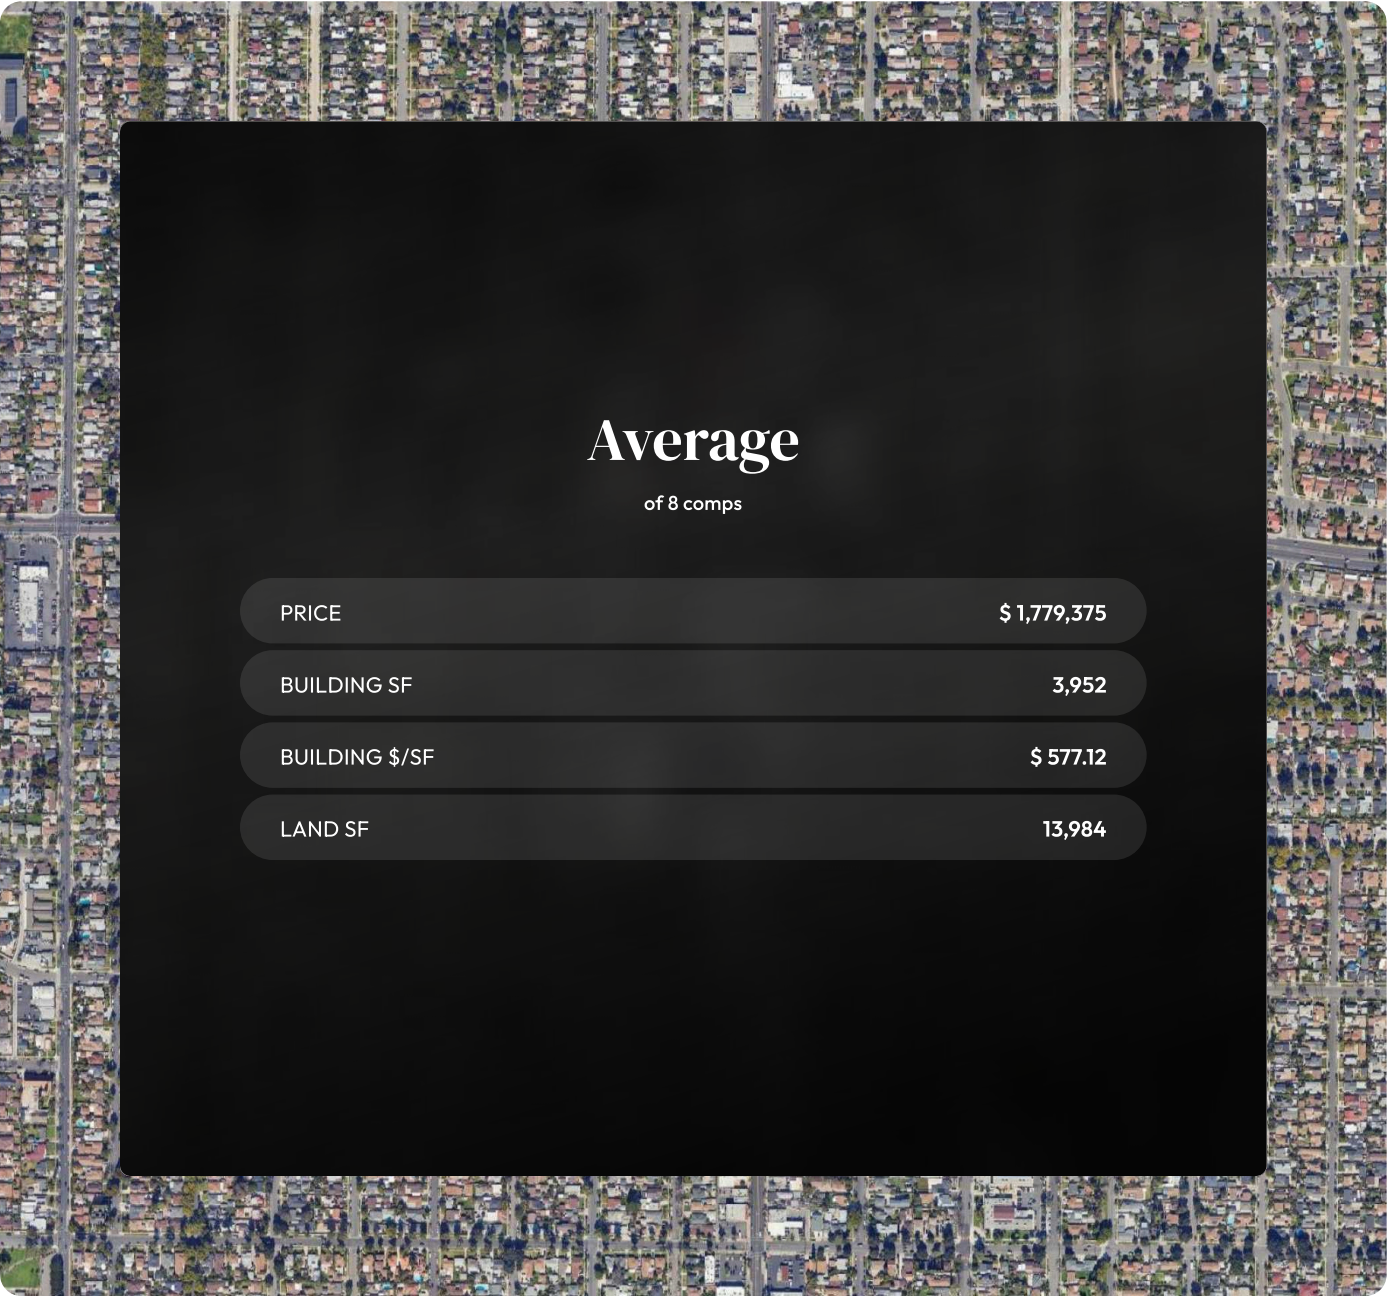 Average
of 8 comps
PRICE $ 1,779,375
BUILDING SF 3,952
BUILDING $/SF $ 577.12
LAND SF 13,984